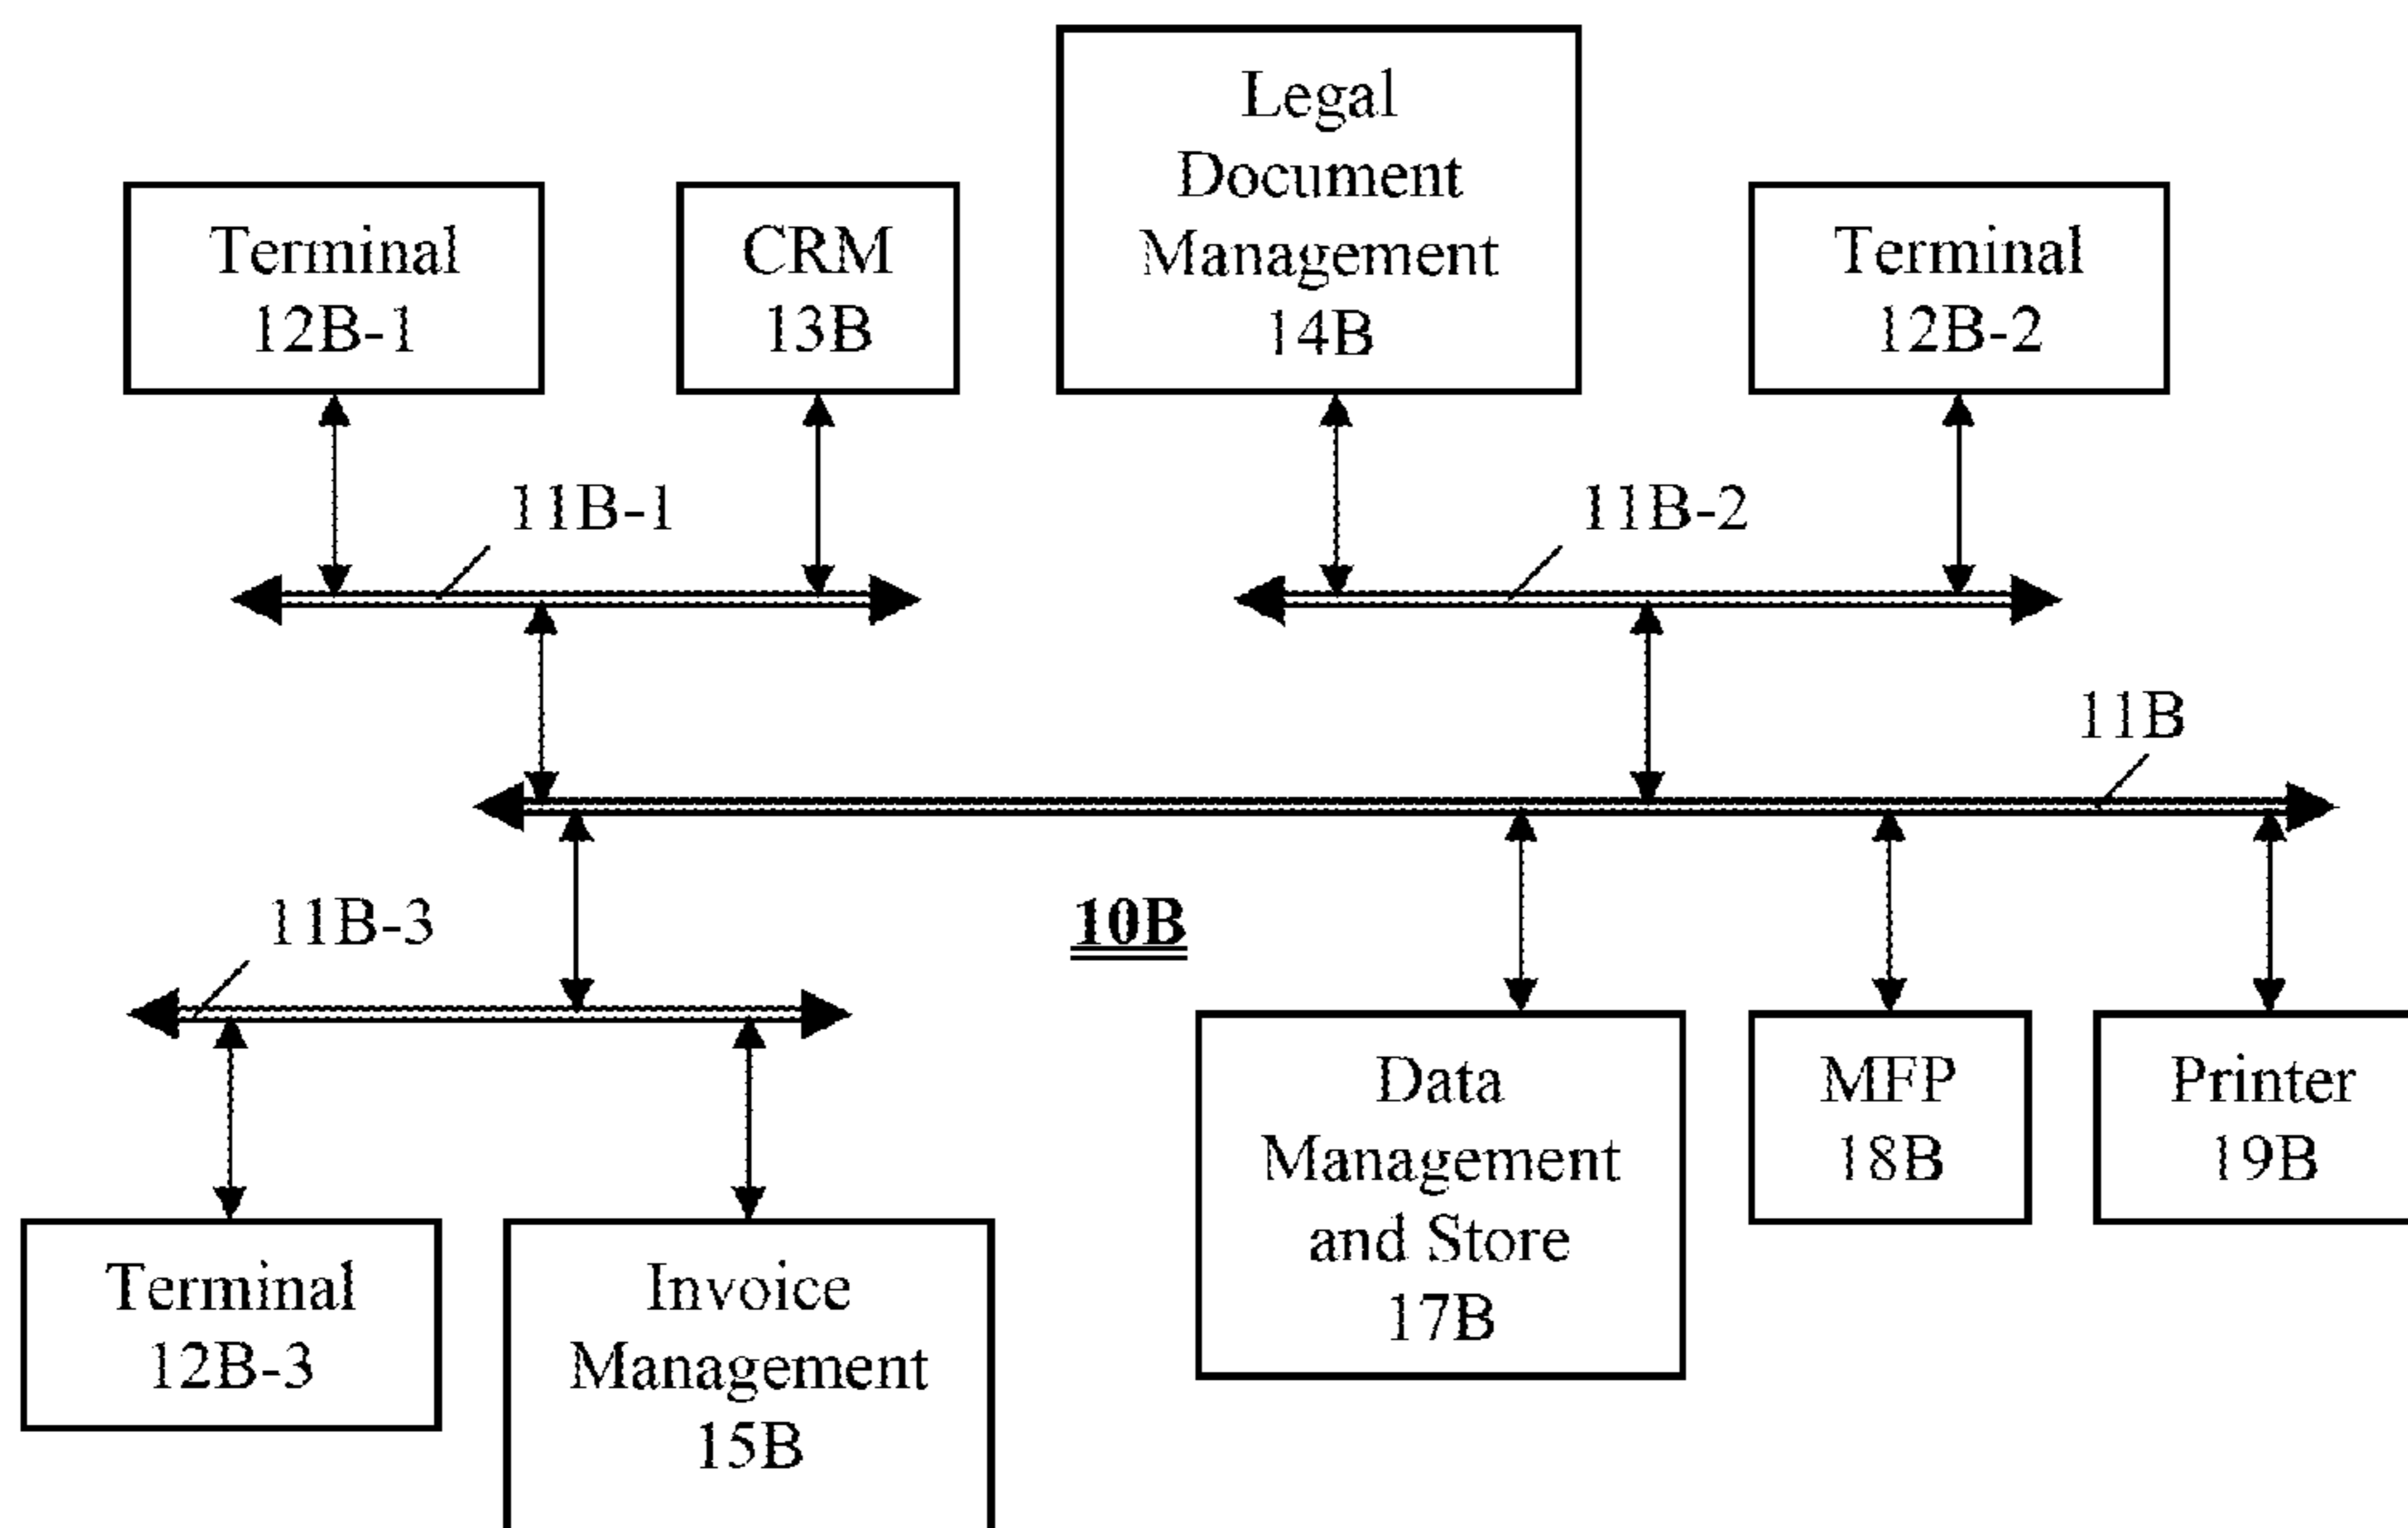 Legal
Document
Management
14B
Terminal
12B-1
CRM
13B
Terminal
12B-2
11B-1
11B-2
11B
11B-3
10B
Data
Management
and Store
17B
MFP
18B
Printer
19B
Terminal
12B-3
Invoice
Management
15B